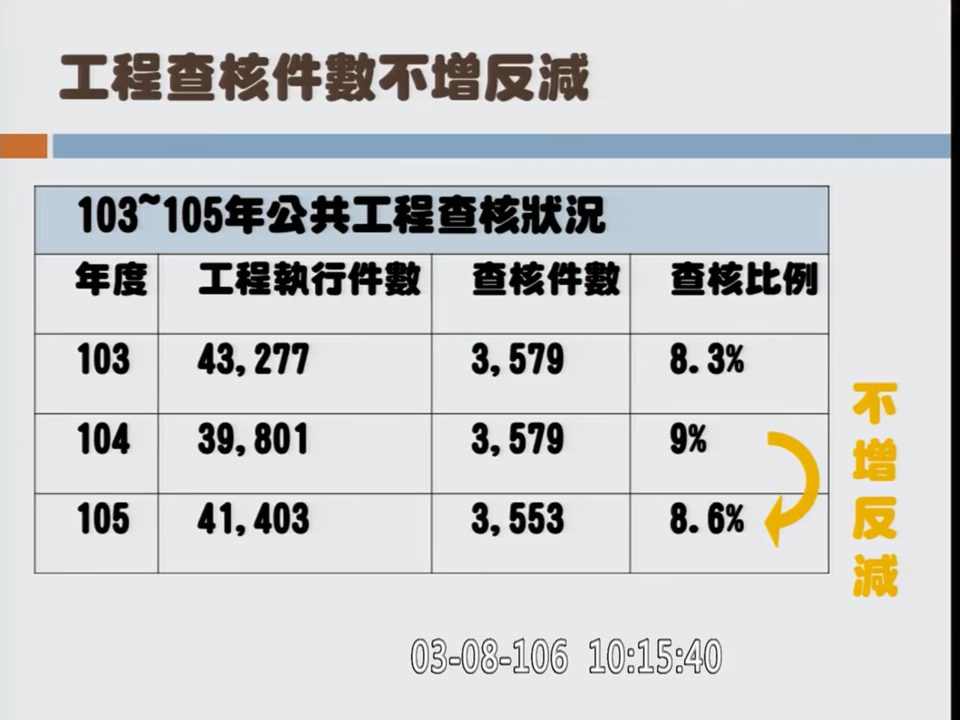 工程查核件數不增反減
103~105年公共工程查核狀況
年度 工程執行件數 查核件數 查核比例
103 43,277 3,579 8.3%
104 39,801 3,579 9%
105 41,403 3,553 8.6%
不增反減
03-08-106 10:15:40